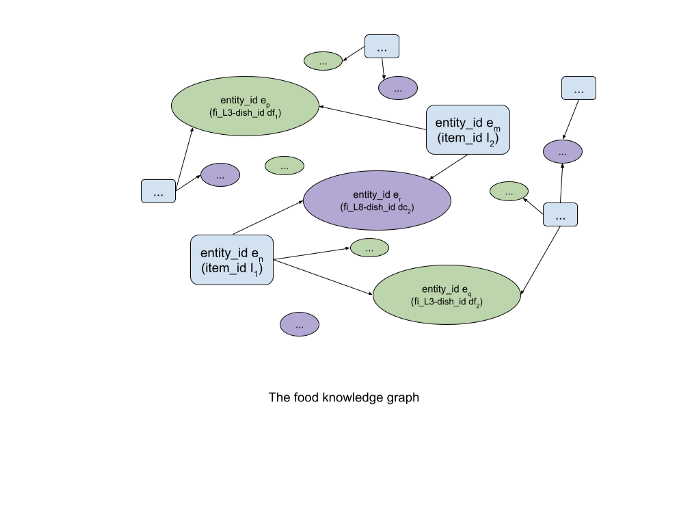 ...
...
...
...
entity_id e_p
(fi_L3-dish_id df_1)
entity_id e_m
(item_id I_2)
...
...
...
...
...
entity_id e_r
(fi_L8-dish_id dc_2)
...
...
entity_id e_n
(item_id I_1)
entity_id e_q
(fi_L3-dish_id df_2)
...
The food knowledge graph